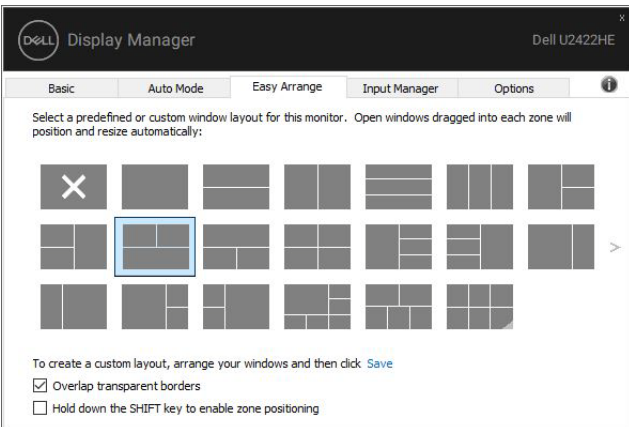 x
DELL Display Manager Dell U2422HE
Basic Auto Mode Easy Arrange Input Manager Options
Select a predefined or custom window layout for this monitor. Open windows dragged into each zone will
position and resize automatically:
>
To create a custom layout, arrange your windows and then click Save
Overlap transparent borders
Hold down the SHIFT key to enable zone positioning